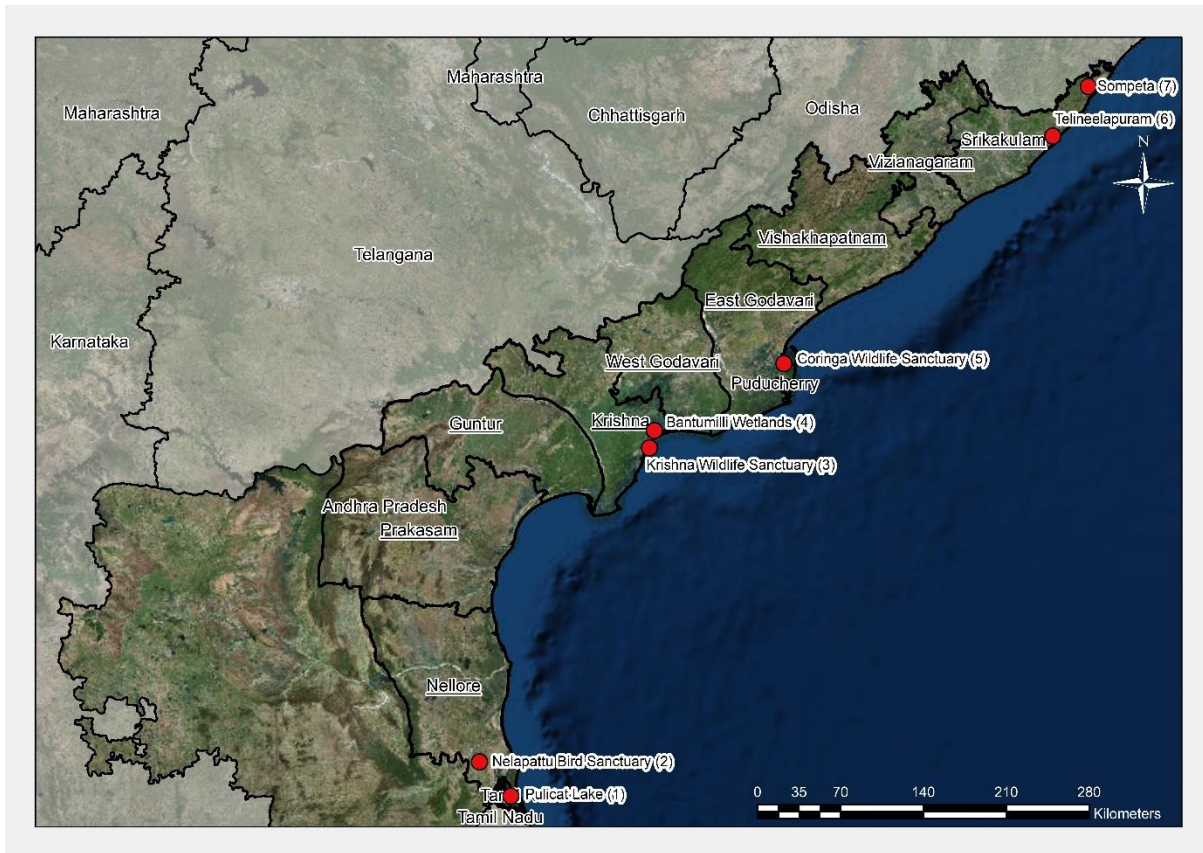 Maharashtra
Maharashtra
Chhattisgarh
Odisha
Sompeta (7)
Telineelapuram (6)
Srikakulam
N
Vizianagaram
Vishakhapatnam
Telangana
East Godavari
Karnataka
West Godavari
Coringa Wildlife Sanctuary (5)
Puducherry
Guntur
Krishna
Bantumilli Wetlands (4)
Krishna Wildlife Sanctuary (3)
Andhra Pradesh
Prakasam
Nellore
Nelapattu Bird Sanctuary (2)
Pulicat Lake (1)
Tamil Nadu
0 35 70 140 210 280
Kilometers